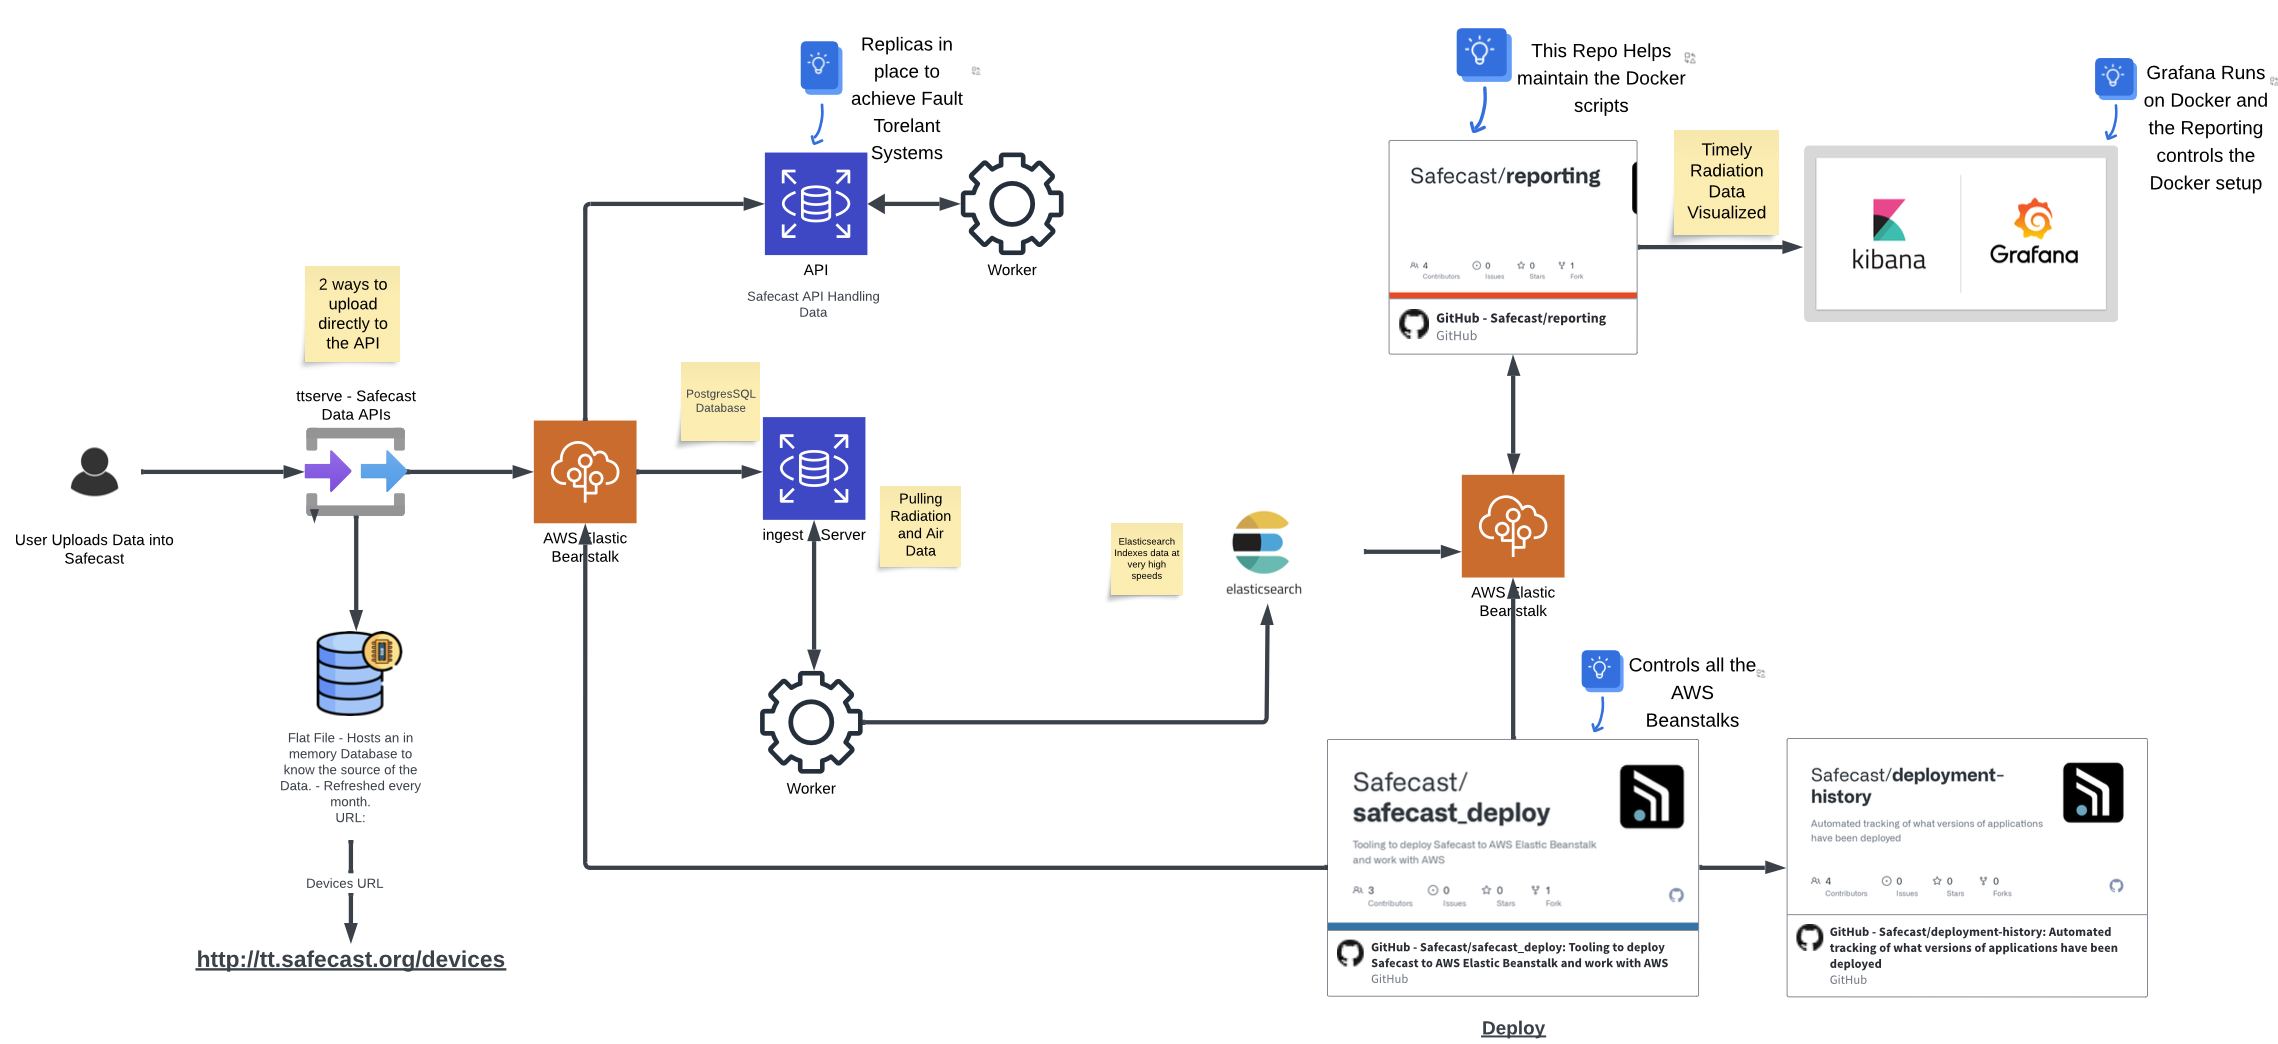 Replicas in
place to
achieve Fault
Torelant
Systems
This Repo Helps
maintain the Docker
scripts
Grafana Runs
on Docker and
the Reporting
controls the
Docker setup
Safecast/reporting
4
Contributors
0
Issues
0
Stars
1
Fork
GitHub - Safecast/reporting
GitHub
Timely
Radiation
Data
Visualized
kibana
Grafana
API
Safecast API Handling
Data
Worker
2 ways to
upload
directly to
the API
ttserve - Safecast
Data APIs
User Uploads Data into
Safecast
AWS Elastic
Beanstalk
PostgresSQL
Database
ingest Server
Pulling
Radiation
and Air
Data
Worker
Elasticsearch
Indexes data at
very high
speeds
elasticsearch
AWS Elastic
Beanstalk
Flat File - Hosts an in
memory Database to
know the source of the
Data. - Refreshed every
month.
URL:
Devices URL
http://tt.safecast.org/devices
Controls all the
AWS
Beanstalks
Safecast/
safecast_deploy
Tooling to deploy Safecast to AWS Elastic Beanstalk
and work with AWS
3
Contributors
0
Issues
0
Stars
1
Fork
GitHub - Safecast/safecast_deploy: Tooling to deploy
Safecast to AWS Elastic Beanstalk and work with AWS
GitHub
Safecast/deployment-
history
Automated tracking of what versions of applications
have been deployed
4
Contributors
0
Issues
0
Stars
0
Forks
GitHub - Safecast/deployment-history: Automated
tracking of what versions of applications have been
deployed
GitHub
Deploy